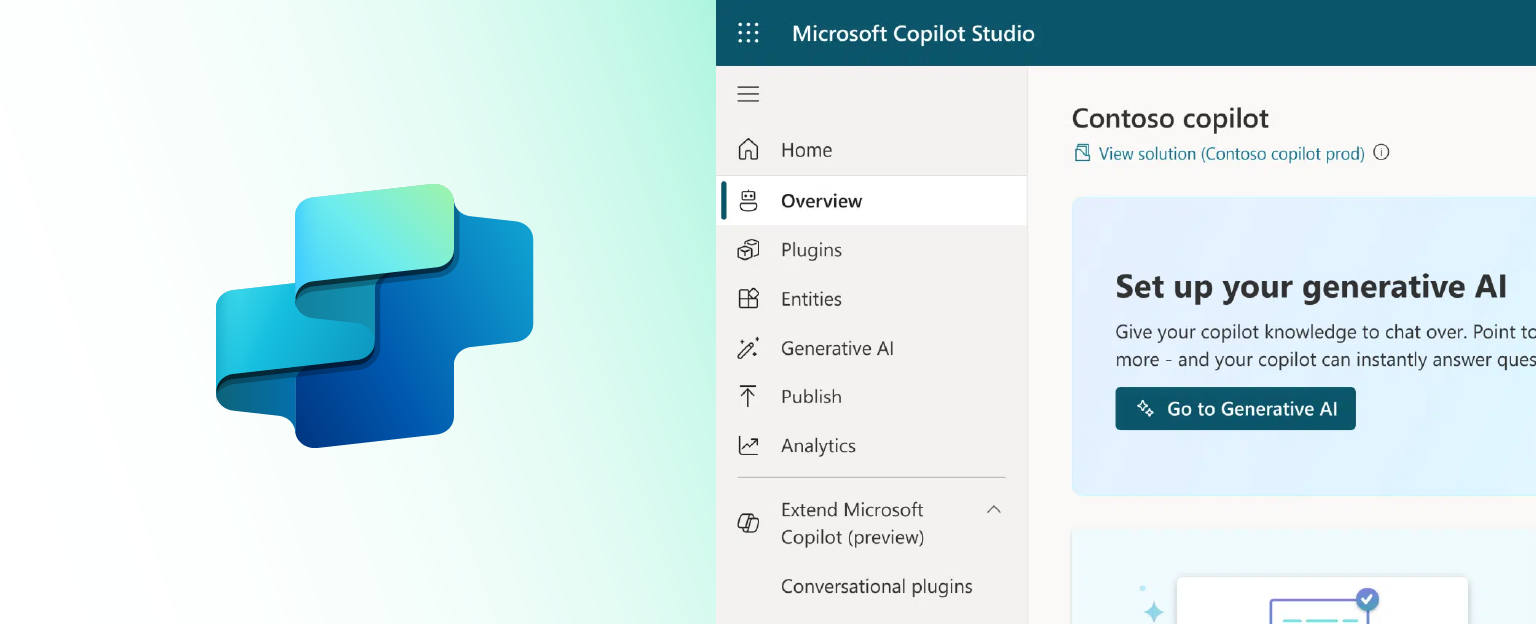 Microsoft Copilot Studio
Home
Overview
Plugins
Entities
Generative AI
Publish
Analytics
Extend Microsoft
Copilot (preview)
Conversational plugins
Contoso copilot
View solution (Contoso copilot prod)
Set up your generative AI
Give your copilot knowledge to chat over. Point to
more - and your copilot can instantly answer ques
Go to Generative AI